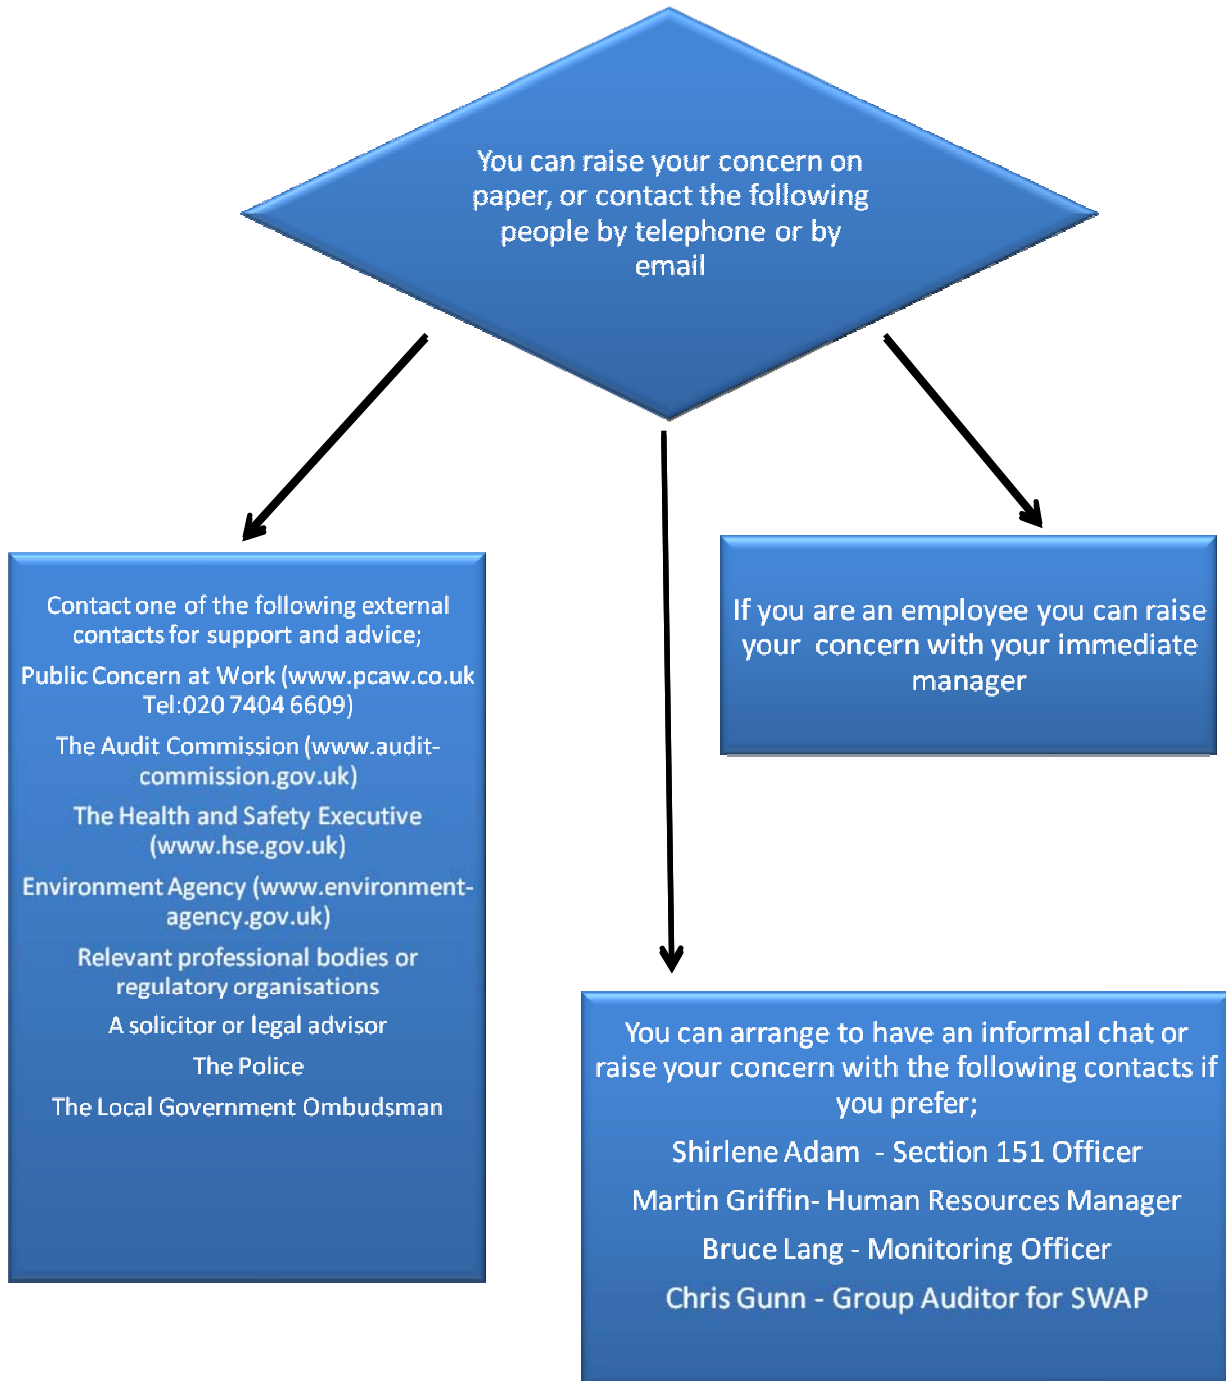 You can raise your concern on
paper, or contact the following
people by telephone or by
email
Contact one of the following external
contacts for support and advice;
Public Concern at Work (www.pcaw.co.uk
Tel:020 7404 6609)
The Audit Commission (www.audit-
commission.gov.uk)
The Health and Safety Executive
(www.hse.gov.uk)
Environment Agency (www.environment-
agency.gov.uk)
Relevant professional bodies or
regulatory organisations
A solicitor or legal advisor
The Police
The Local Government Ombudsman
If you are an employee you can raise
your concern with your immediate
manager
You can arrange to have an informal chat or
raise your concern with the following contacts if
you prefer;
Shirlene Adam - Section 151 Officer
Martin Griffin- Human Resources Manager
Bruce Lang - Monitoring Officer
Chris Gunn - Group Auditor for SWAP